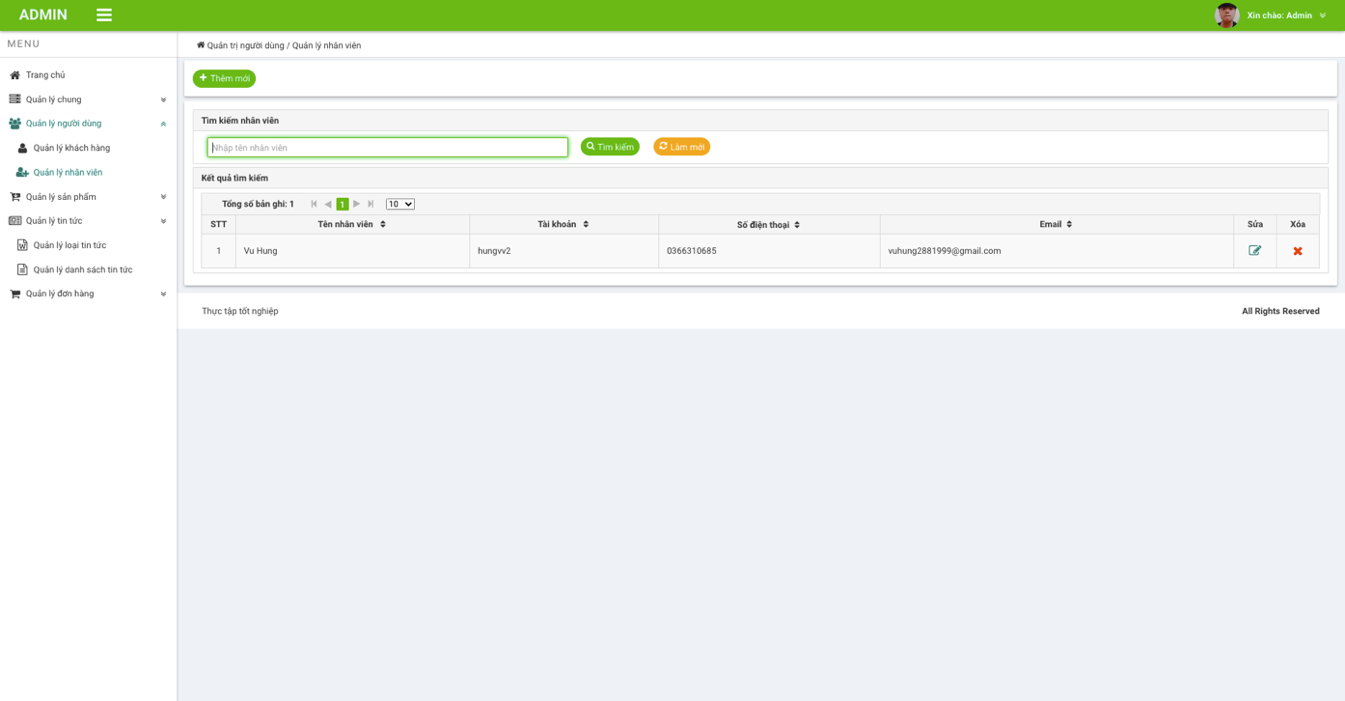 ADMIN
Xin chào: Admin
MENU
Quản trị người dùng / Quản lý nhân viên
Trang chủ
Quản lý chung
Quản lý người dùng
Quản lý khách hàng
Quản lý nhân viên
Quản lý sản phẩm
Quản lý tin tức
Quản lý loại tin tức
Quản lý danh sách tin tức
Quản lý đơn hàng
Thêm mới
Tìm kiếm nhân viên
Nhập tên nhân viên
Tìm kiếm
Làm mới
Kết quả tìm kiếm
Tổng số bản ghi: 1
1
10
STT Tên nhân viên Tài khoản Số điện thoại Email Sửa Xóa
1 Vu Hung hungvv2 0366310685 vuhung2881999@gmail.com
Thực tập tốt nghiệp
All Rights Reserved